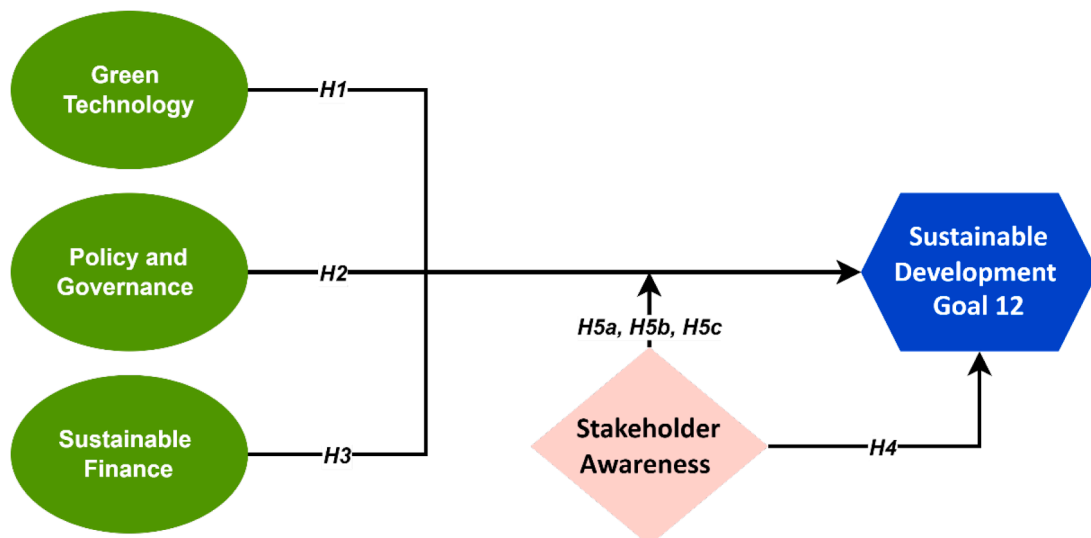 Green
Technology
H1
Policy and
Governance
H2
Sustainable
Development
Goal 12
H5a, H5b, H5c
Sustainable
Finance
H3
Stakeholder
Awareness
H4